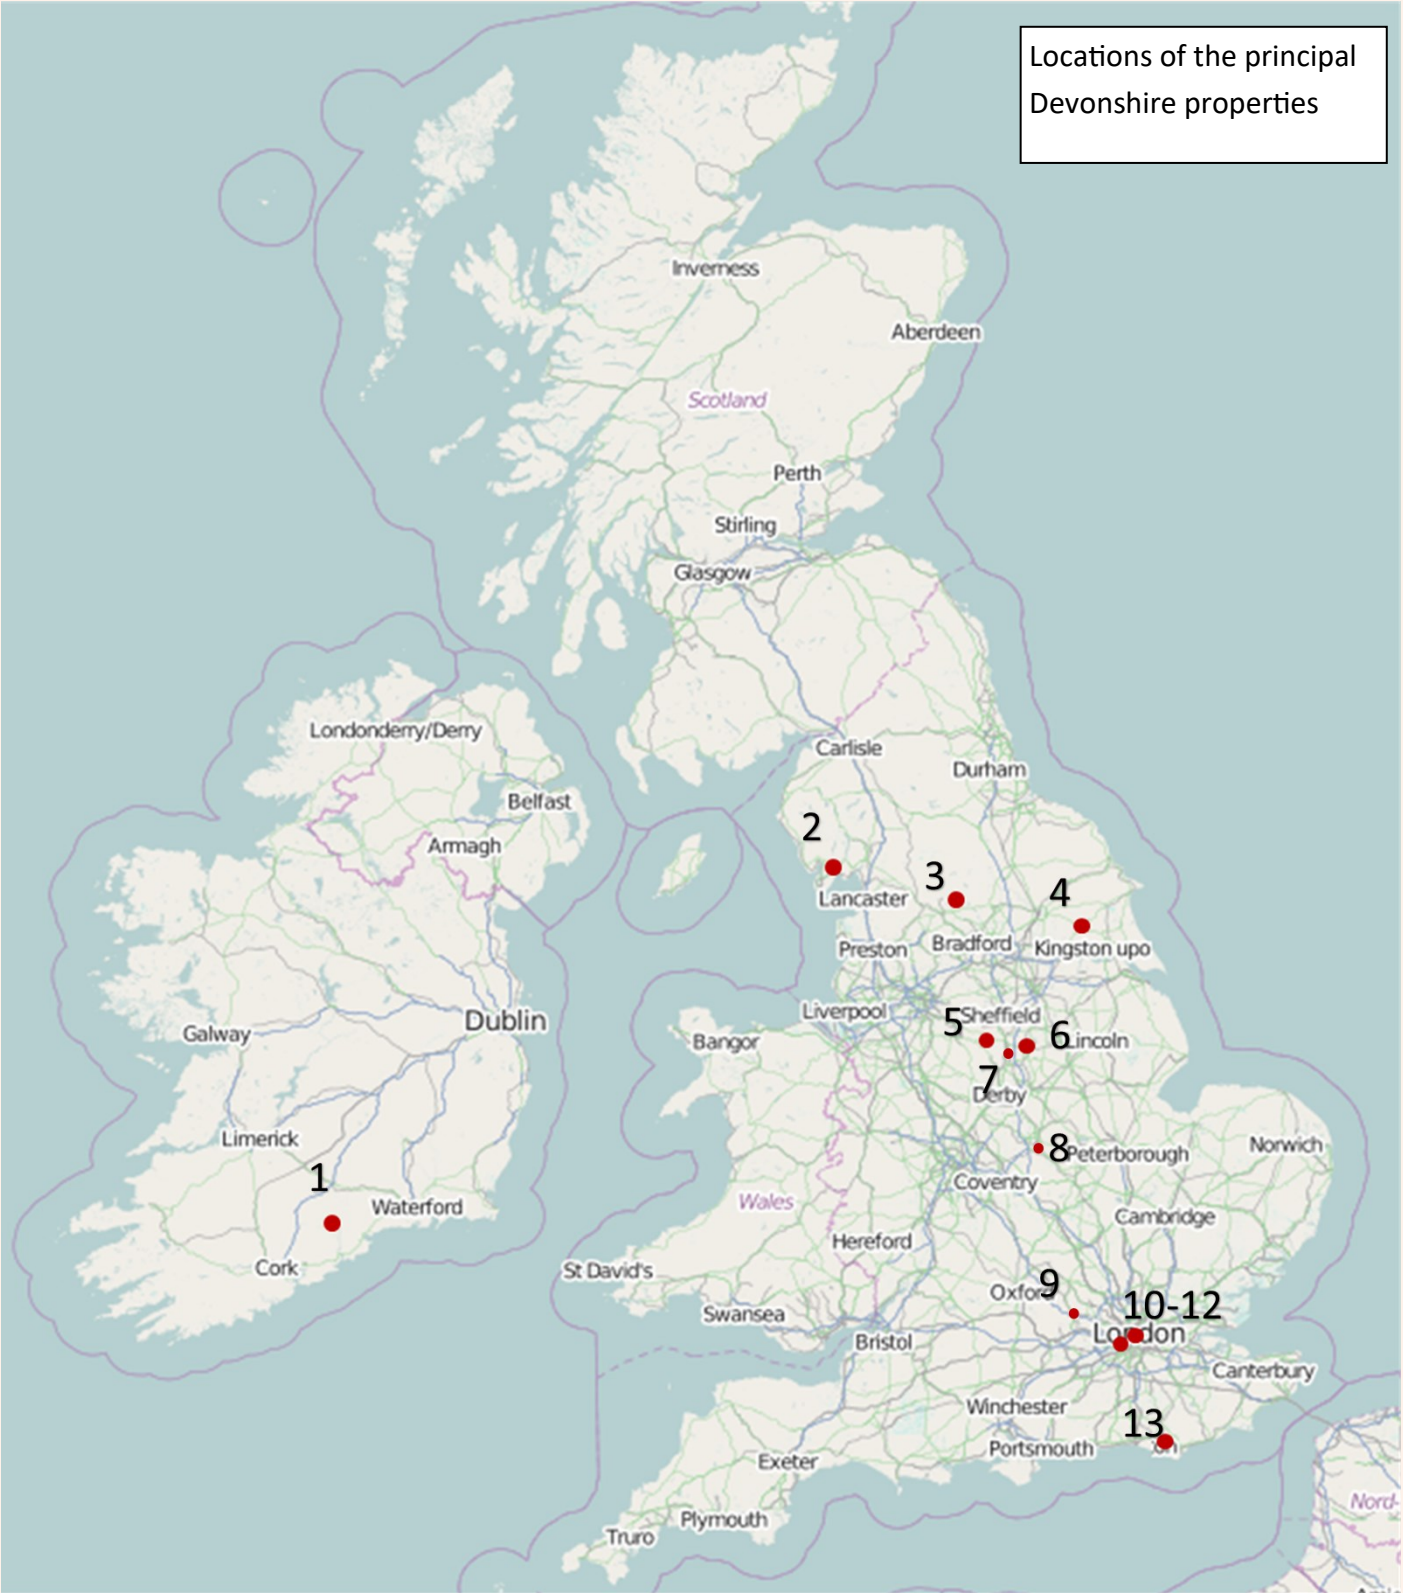 Locations of the principal
Devonshire properties
Inverness
Aberdeen
Scotland
Perth
Stirling
Glasgow
Londonderry/Derry
Carlisle
Durham
Belfast
Armagh
2
3
4
Lancaster
Preston
Bradford
Kingston upo
Liverpool
Sheffield
5
6
Lincoln
7
Derby
Bangor
Dublin
Galway
Limerick
1
Waterford
Cork
8
Peterborough
Norwich
Coventry
Wales
Cambridge
Hereford
St David's
Swansea
Oxford
9
10-12
London
Bristol
Canterbury
Winchester
13
on
Portsmouth
Exeter
Plymouth
Truro
Nord-